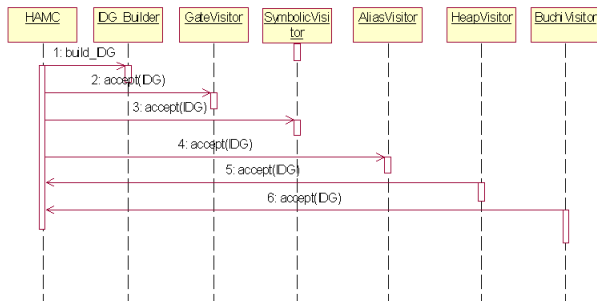 HAMC
IDG_Builder
GateVisitor
SymbolicVisi
tor
AliasVisitor
HeapVisitor
BuchiVisitor
1: build_IDG
2: accept(IDG)
3: accept(IDG)
4: accept(IDG)
5: accept(IDG)
6: accept(IDG)